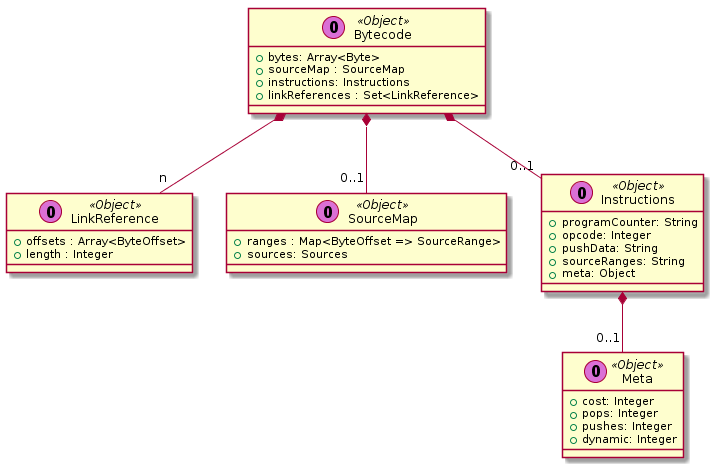 O «Object»
Bytecode
bytes: Array<Byte>
sourceMap : SourceMap
instructions: Instructions
linkReferences : Set<LinkReference>
n
0..1
0..1
O «Object»
LinkReference
offsets : Array<ByteOffset>
length : Integer
O «Object»
SourceMap
ranges : Map<ByteOffset => SourceRange>
sources: Sources
O «Object»
Instructions
programCounter: String
opcode: Integer
pushData: String
sourceRanges: String
meta: Object
0..1
O «Object»
Meta
cost: Integer
pops: Integer
pushes: Integer
dynamic: Integer